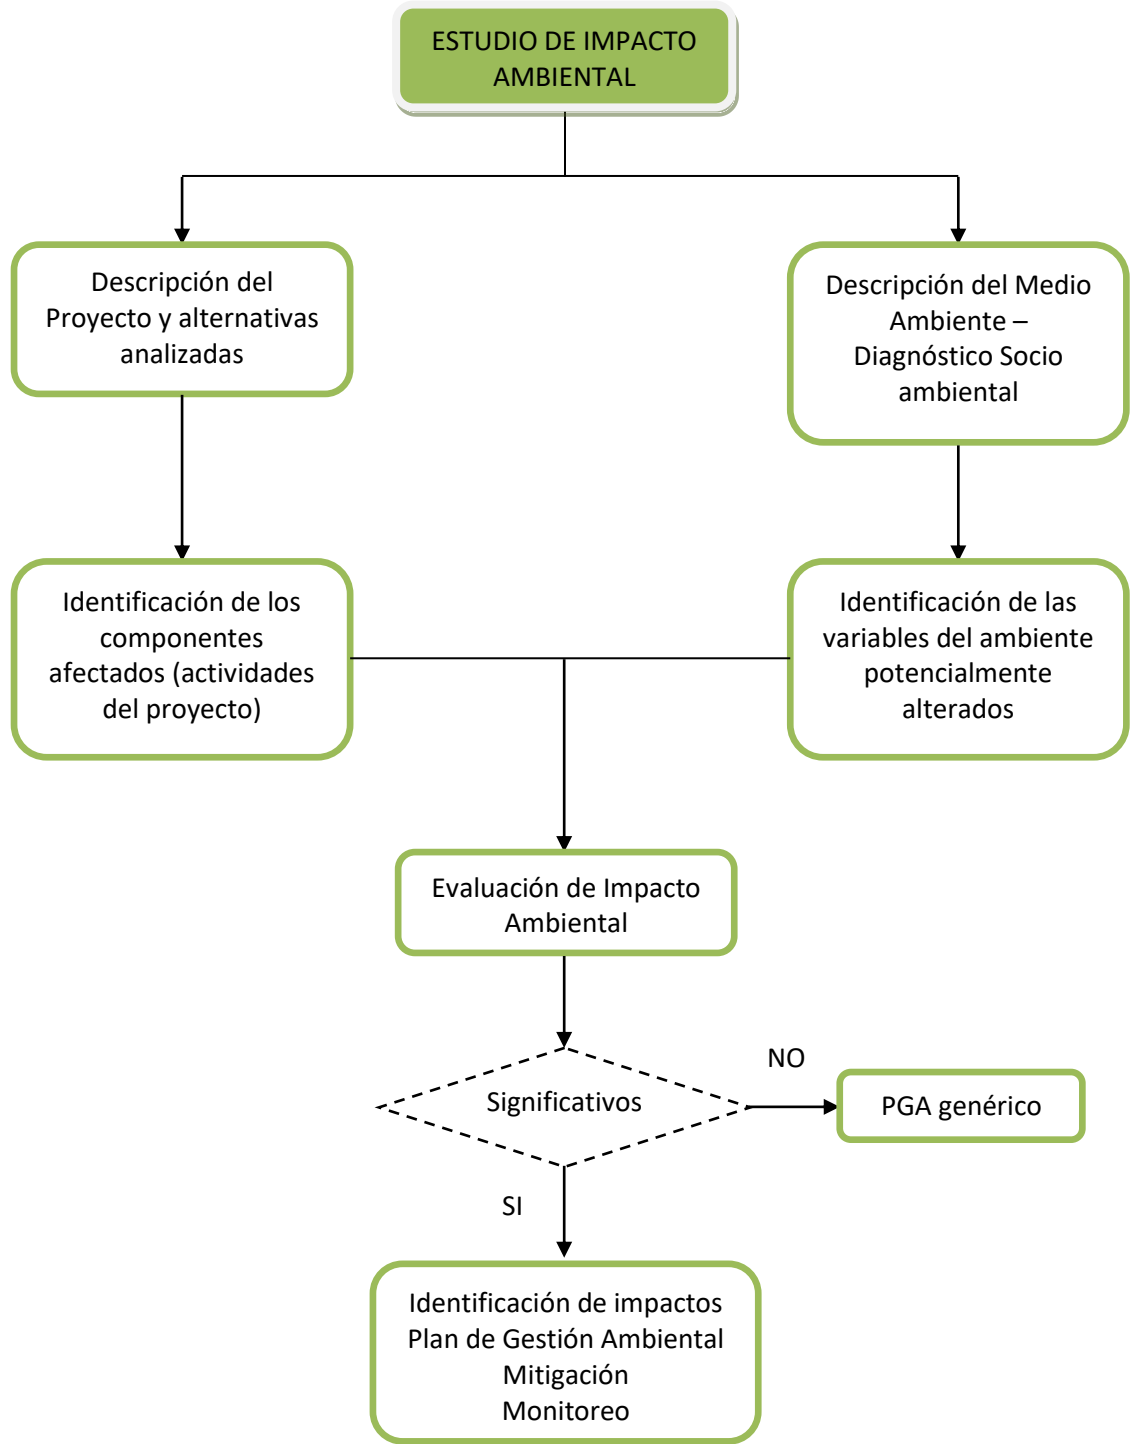 ESTUDIO DE IMPACTO
AMBIENTAL
Descripción del
Proyecto y alternativas
analizadas
Descripción del Medio
Ambiente –
Diagnóstico Socio
ambiental
Identificación de los
componentes
afectados (actividades
del proyecto)
Identificación de las
variables del ambiente
potencialmente
alterados
Evaluación de Impacto
Ambiental
Significativos
NO
PGA genérico
SI
Identificación de impactos
Plan de Gestión Ambiental
Mitigación
Monitoreo